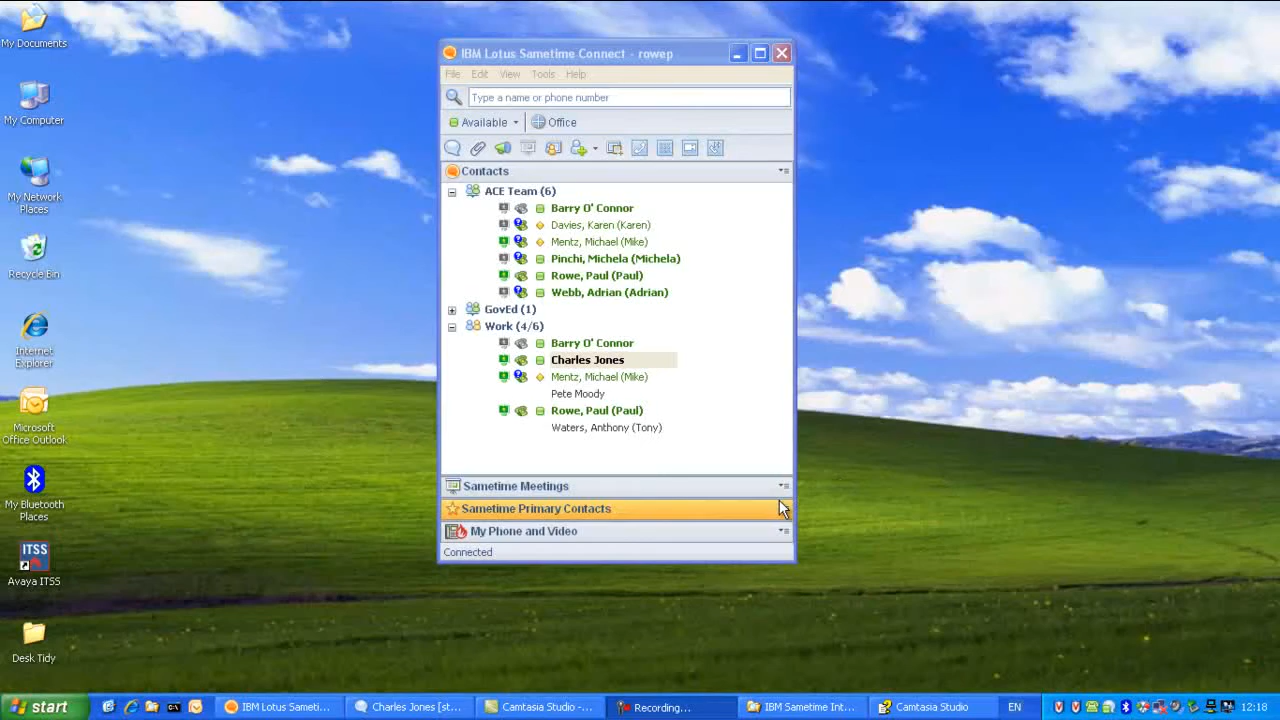 My Documents
My Computer
My Network
Places
Recycle Bin
Internet
Explorer
Microsoft
Office Outlook
My Bluetooth
Places
ITSS
Avaya ITSS
Desk Tidy
IBM Lotus Sametime Connect - rowep
File Edit View Tools Help
Type a name or phone number
Available Office
Contacts
ACE Team (6)
Barry O' Connor
Davies, Karen (Karen)
Mentz, Michael (Mike)
Pinchi, Michela (Michela)
Rowe, Paul (Paul)
Webb, Adrian (Adrian)
GovEd (1)
Work (4/6)
Barry O' Connor
Charles Jones
Mentz, Michael (Mike)
Pete Moody
Rowe, Paul (Paul)
Waters, Anthony (Tony)
Sametime Meetings
Sametime Primary Contacts
My Phone and Video
Connected
start IBM Lotus Sameti... Charles Jones [st... Camtasia Studio -... Recording... IBM Sametime Int... Camtasia Studio EN 12:18